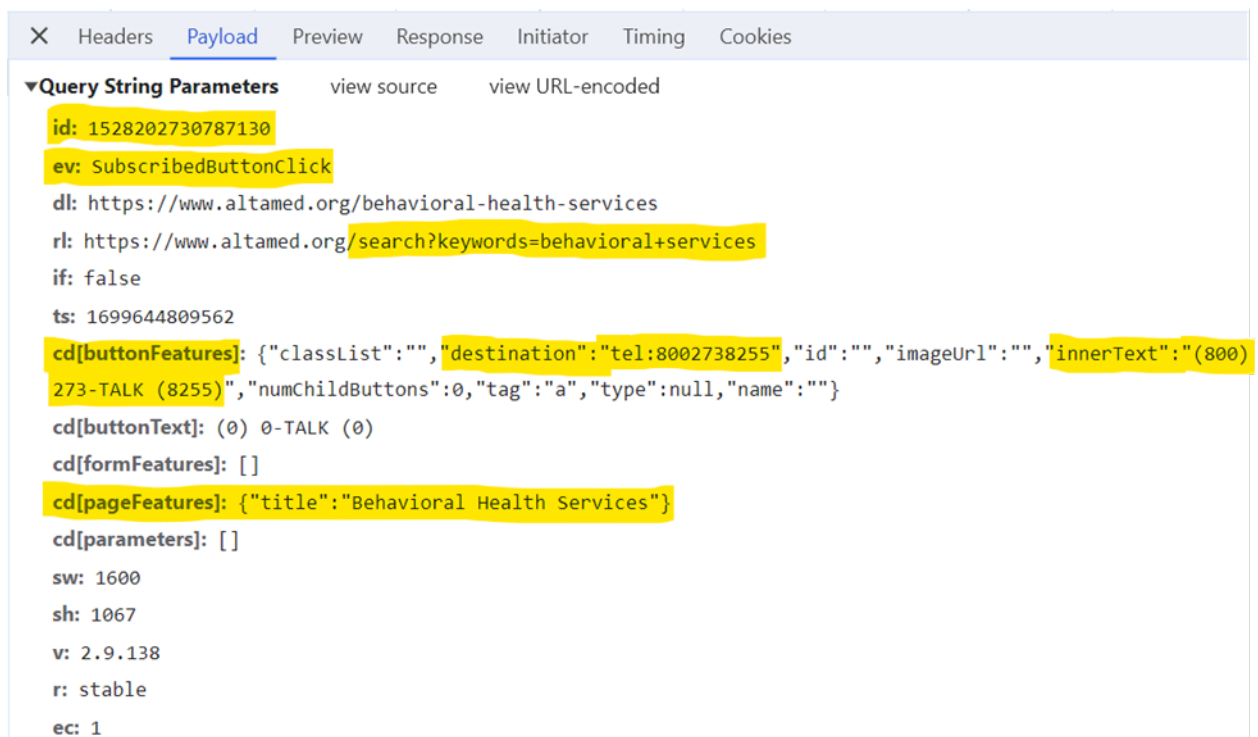 × Headers Payload Preview Response Initiator Timing Cookies
▼Query String Parameters view source view URL-encoded
id: 1528202730787130
ev: SubscribedButtonClick
dl: https://www.altamed.org/behavioral-health-services
rl: https://www.altamed.org/search?keywords=behavioral+services
if: false
ts: 1699644809562
cd[buttonFeatures]: {"classList":"","destination":"tel:8002738255","id":"","imageUrl":"","innerText":"(800)
273-TALK (8255)","numChildButtons":0,"tag":"a","type":null,"name":""}
cd[buttonText]: (0) 0-TALK (0)
cd[formFeatures]: []
cd[pageFeatures]: {"title":"Behavioral Health Services"}
cd[parameters]: []
sw: 1600
sh: 1067
v: 2.9.138
r: stable
ec: 1